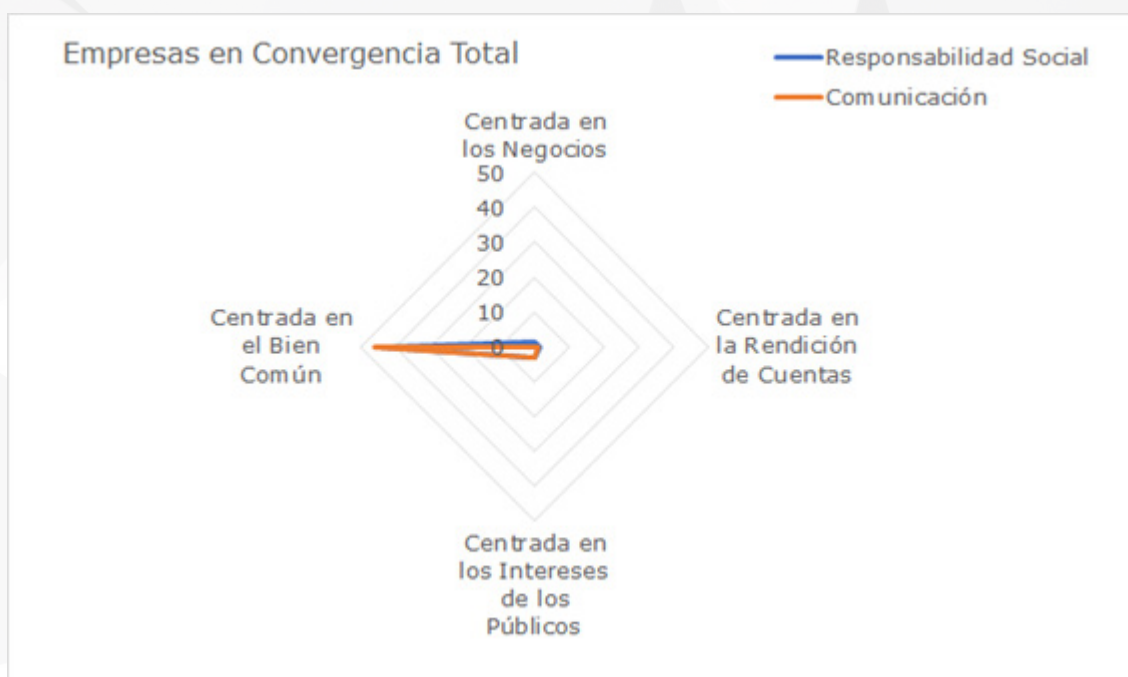 Empresas en Convergencia Total
Responsabilidad Social
Comunicación
Centrada en
los Negocios
50
40
30
20
10
0
Centrada en
la Rendición
de Cuentas
Centrada en
los Intereses
de los
Públicos
Centrada en
el Bien
Común